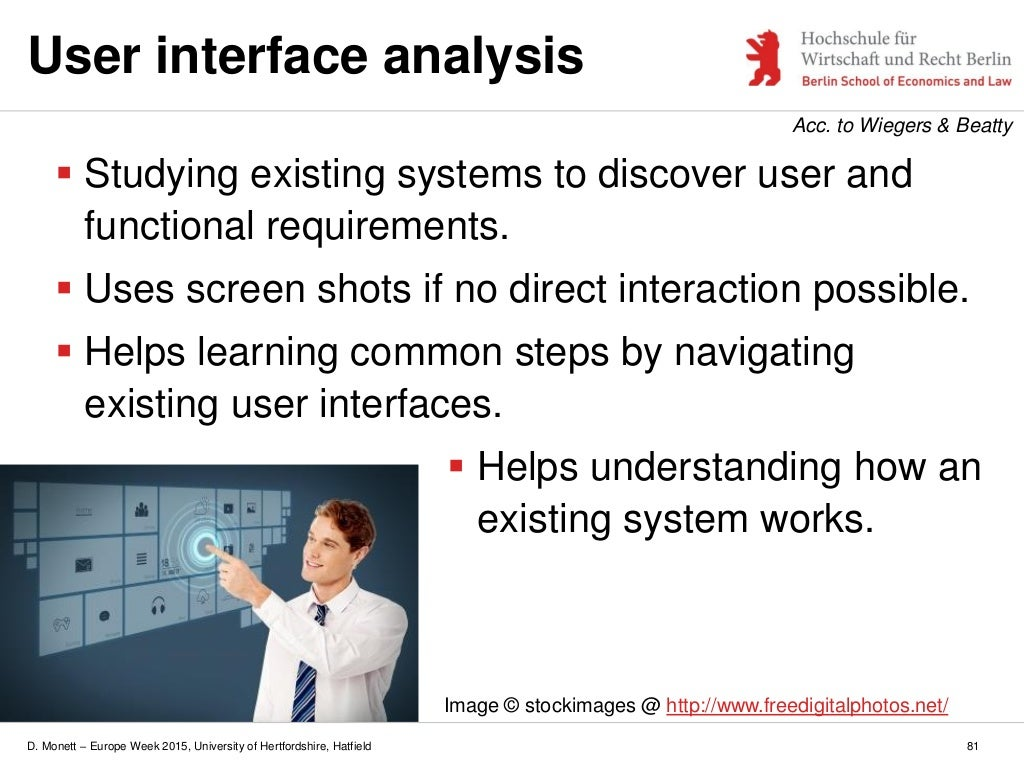 User interface analysis
Hochschule für
Wirtschaft und Recht Berlin
Berlin School of Economics and Law
Acc. to Wiegers & Beatty
▪ Studying existing systems to discover user and
functional requirements.
▪ Uses screen shots if no direct interaction possible.
▪ Helps learning common steps by navigating
existing user interfaces.
▪ Helps understanding how an
existing system works.
Image © stockimages @ http://www.freedigitalphotos.net/
D. Monett – Europe Week 2015, University of Hertfordshire, Hatfield
81